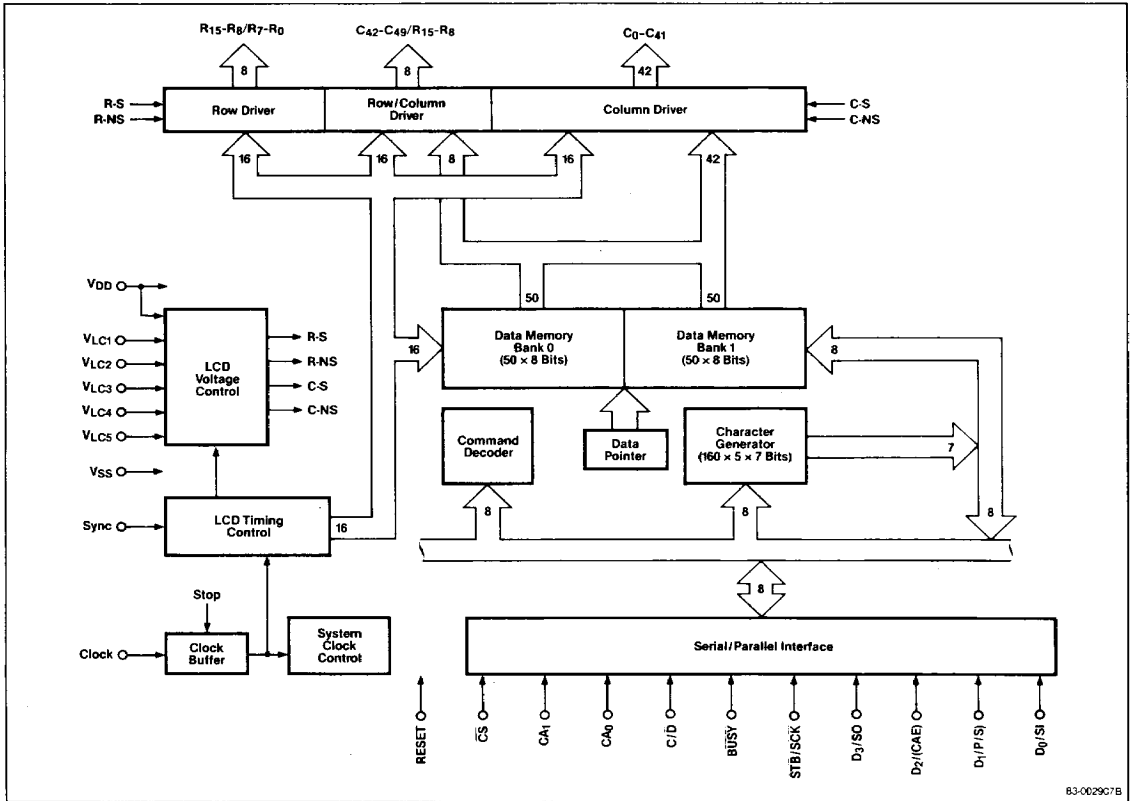 R15-R8/R7-R0
C42-C49/R15-R8
C0-C41
8
8
42
R-S
R-NS
Row Driver
Row/Column
Driver
Column Driver
C-S
C-NS
16
16
8
16
42
VDD
VLC1
VLC2
VLC3
VLC4
VLC5
VSS
LCD
Voltage
Control
R-S
R-NS
C-S
C-NS
50
50
16
Data Memory
Bank 0
(50 × 8 Bits)
Data Memory
Bank 1
(50 × 8 Bits)
8
Command
Decoder
Data
Pointer
Character
Generator
(160 × 5 × 7 Bits)
7
Sync
LCD Timing
Control
16
8
8
8
8
Stop
Clock
Clock
Buffer
System
Clock
Control
Serial/Parallel Interface
RESET
C̅S̅
CA1
CA0
C/D̅
B̅U̅S̅Y̅
S̅T̅B̅/S̅C̅K̅
D3/SO
D2/(CAE)
D1/P/S)
D0/SI
83-002907B